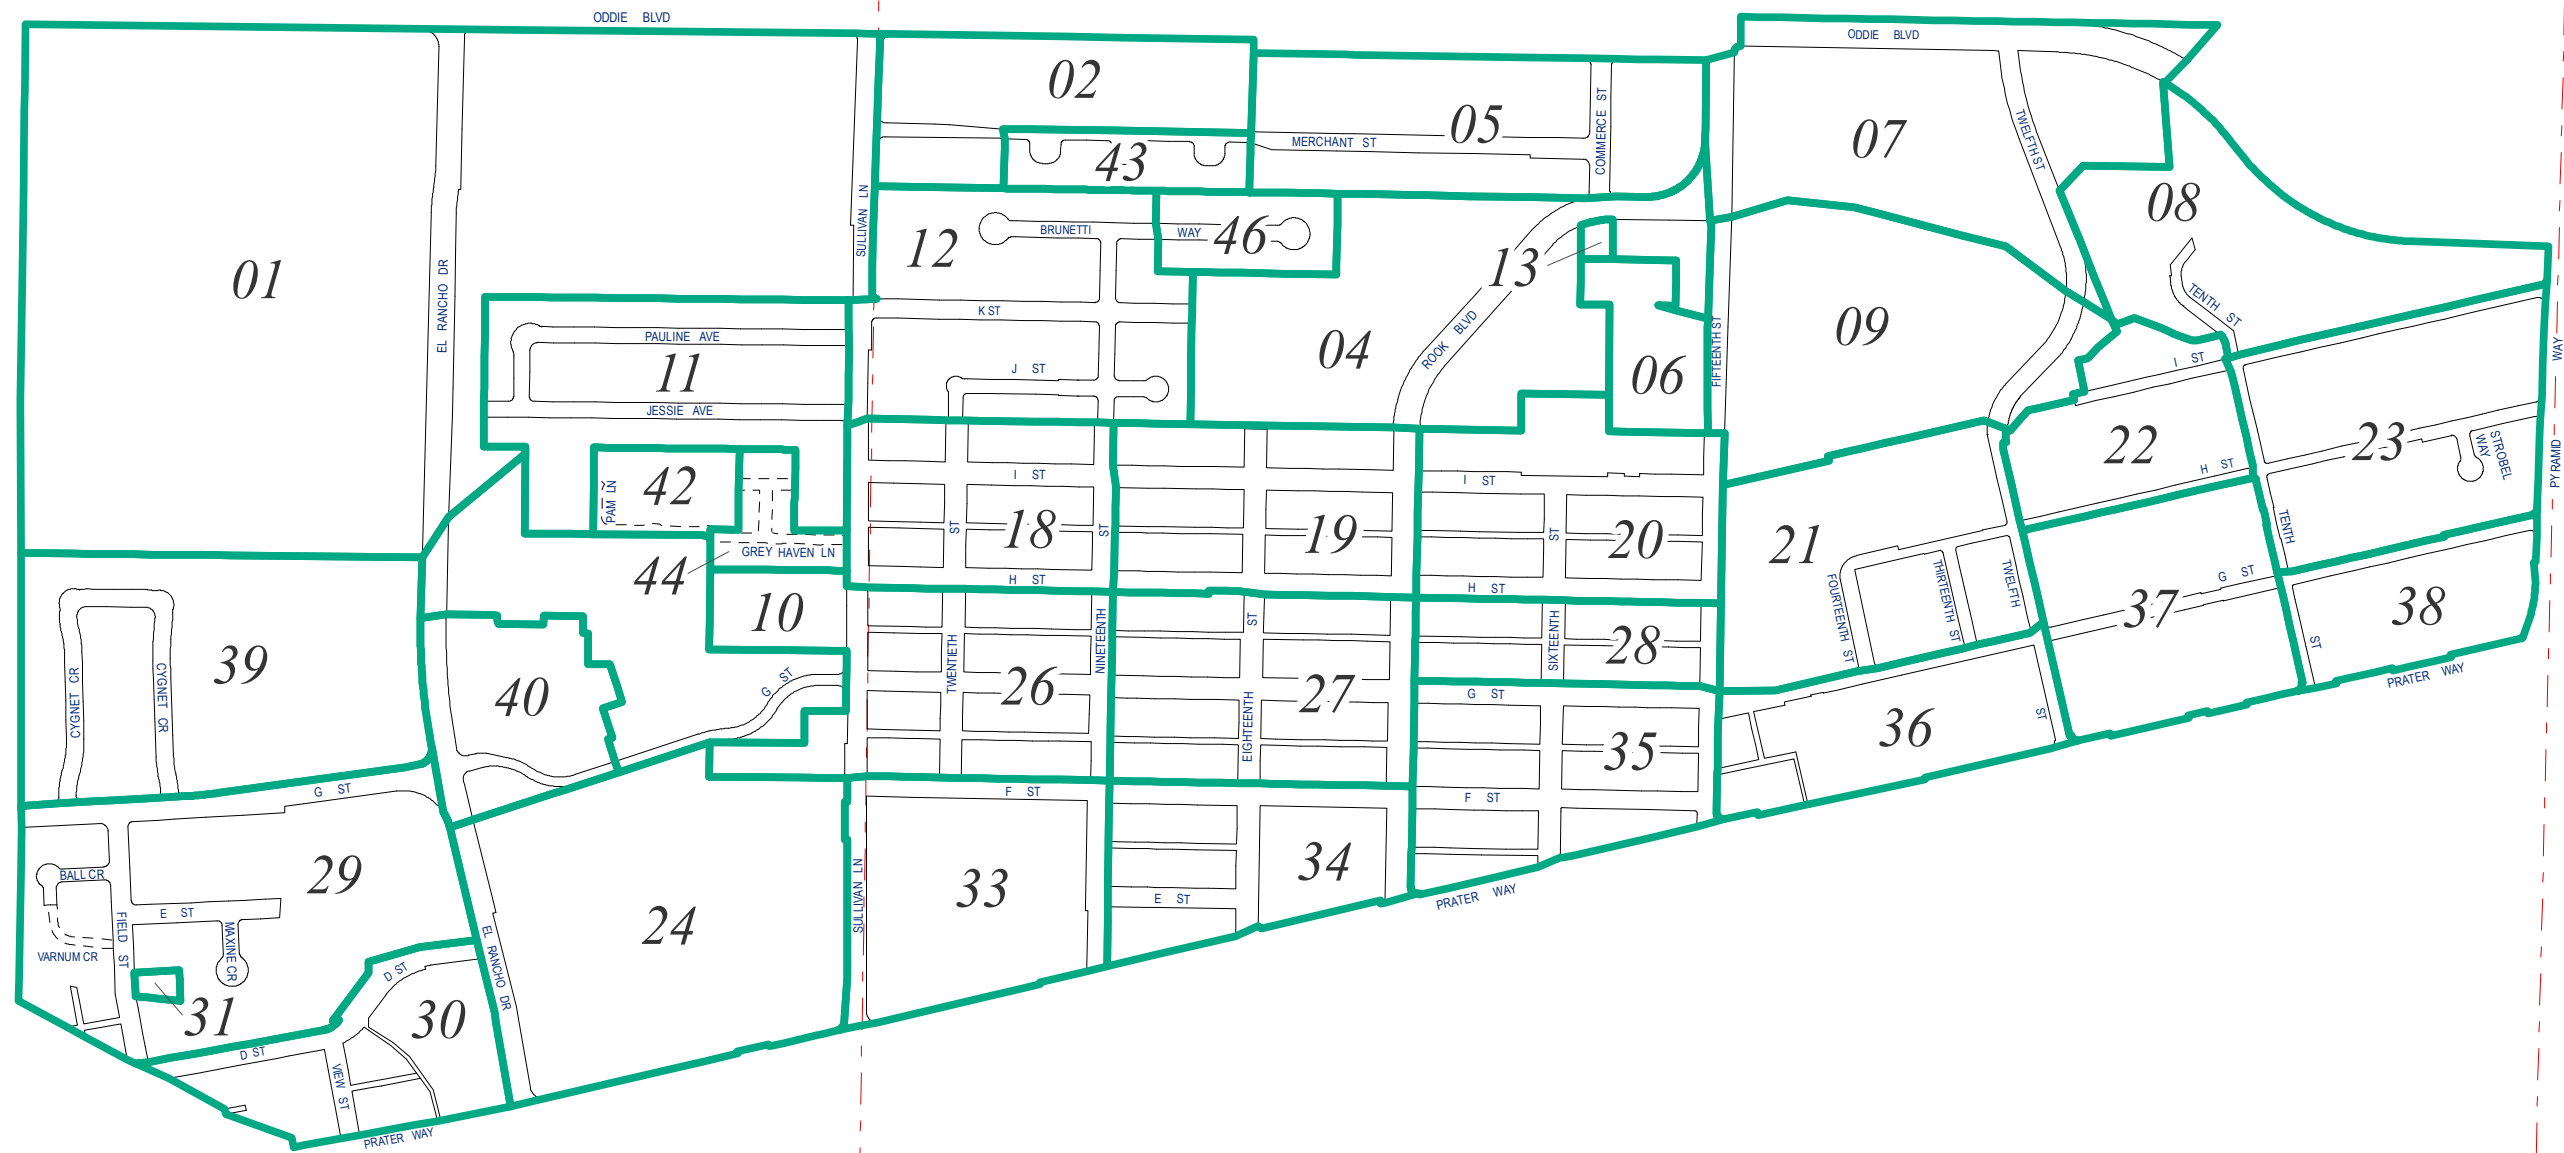 ODDIE BLVD
ODDIE BLVD
02
05
07
43
MERCHANT ST
COMMERCE ST
TWELFTH ST
01
EL RANCHO DR
SULLIVAN LN
12
BRUNETTI WAY
46
13
08
TENTH ST
K ST
PAULINE AVE
11
JESSIE AVE
J ST
04
ROOK BLVD
06
FIFTEENTH ST
09
I ST
WAY
PYRAMID
22
H ST
23
STROBEL WAY
42
PAM LN
GREY HAVEN LN
44
10
I ST
18
ST
ST
H ST
19
I ST
ST
20
H ST
21
FOURTEENTH ST
THIRTEENTH ST
TWELFTH
ST
TENTH
ST
G ST
37
38
PRATER WAY
39
CYGNET CR
CYGNET CR
40
G ST
TWENTIETH
26
NINETEENTH
ST
EIGHTEENTH
27
SIXTEENTH
28
G ST
35
36
G ST
F ST
F ST
29
BALL CR
E ST
FIELD ST
MAXINE CR
VARNUM CR
31
D ST
30
D ST
VIEW ST
PRATER WAY
EL RANCHO DR
24
SULLIVAN LN
33
34
E ST
PRATER WAY